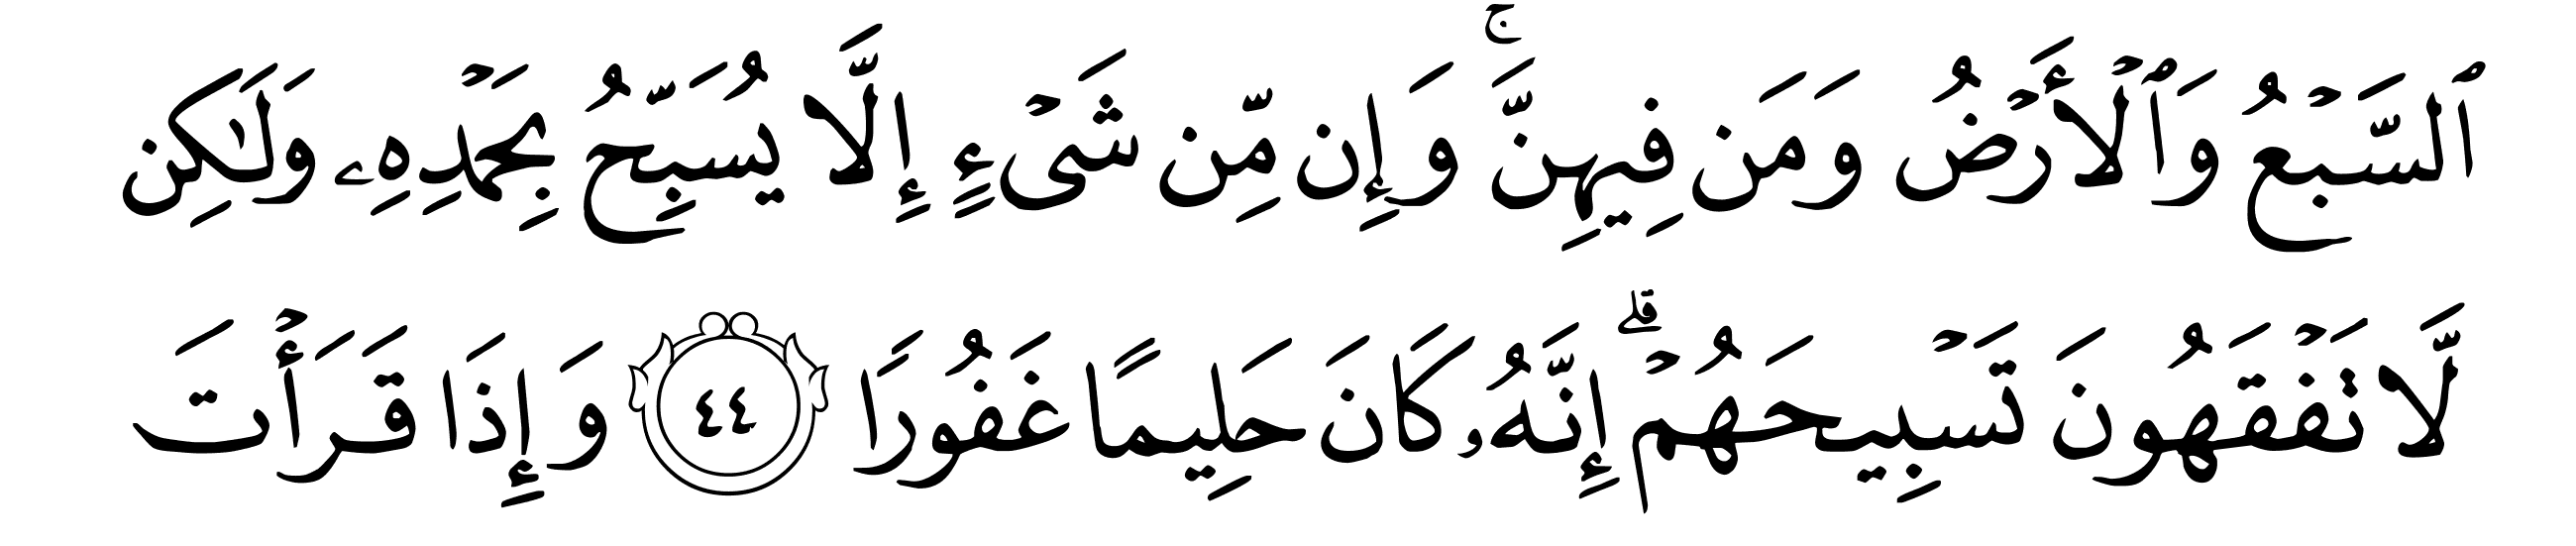 ٱلسَّبۡعُ وَٱلۡأَرۡضُ وَمَن فِيهِنَّۚ وَإِن مِّن شَىۡءٍ إِلَّا يُسَبِّحُ بِحَمۡدِهِۦ وَلَـٰكِن
لَّا تَفۡقَهُونَ تَسۡبِيحَهُمۡۗ إِنَّهُۥ كَانَ حَلِيمًا غَفُورًا ٤٤ وَإِذَا قَرَأۡتَ